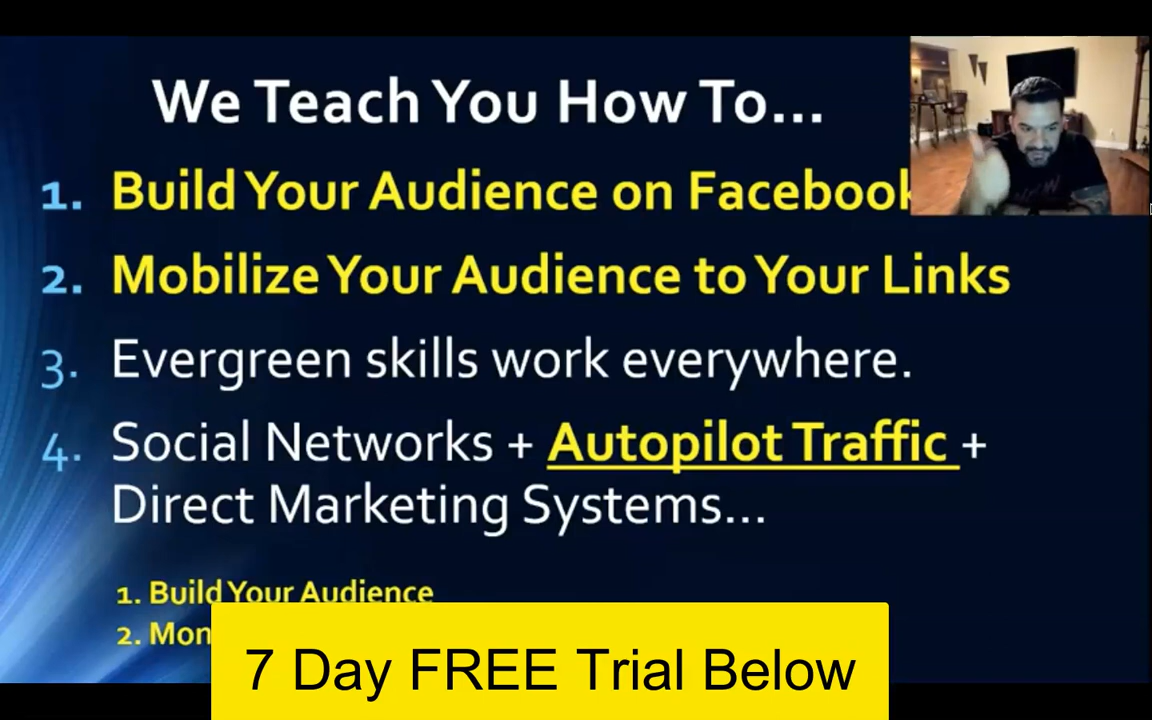 We Teach You How To...
1. Build Your Audience on Facebook
2. Mobilize Your Audience to Your Links
3. Evergreen skills work everywhere.
4. Social Networks + Autopilot Traffic +
Direct Marketing Systems...
1. Build Your Audience
2. Mon
7 Day FREE Trial Below